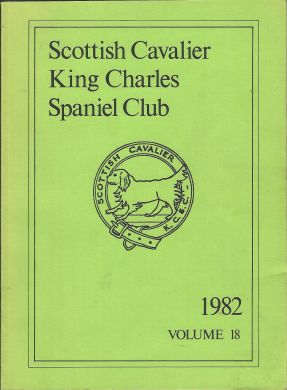 Scottish Cavalier
King Charles
Spaniel Club
SCOTTISH CAVALIER
K.C.S.C.
1982
VOLUME 18